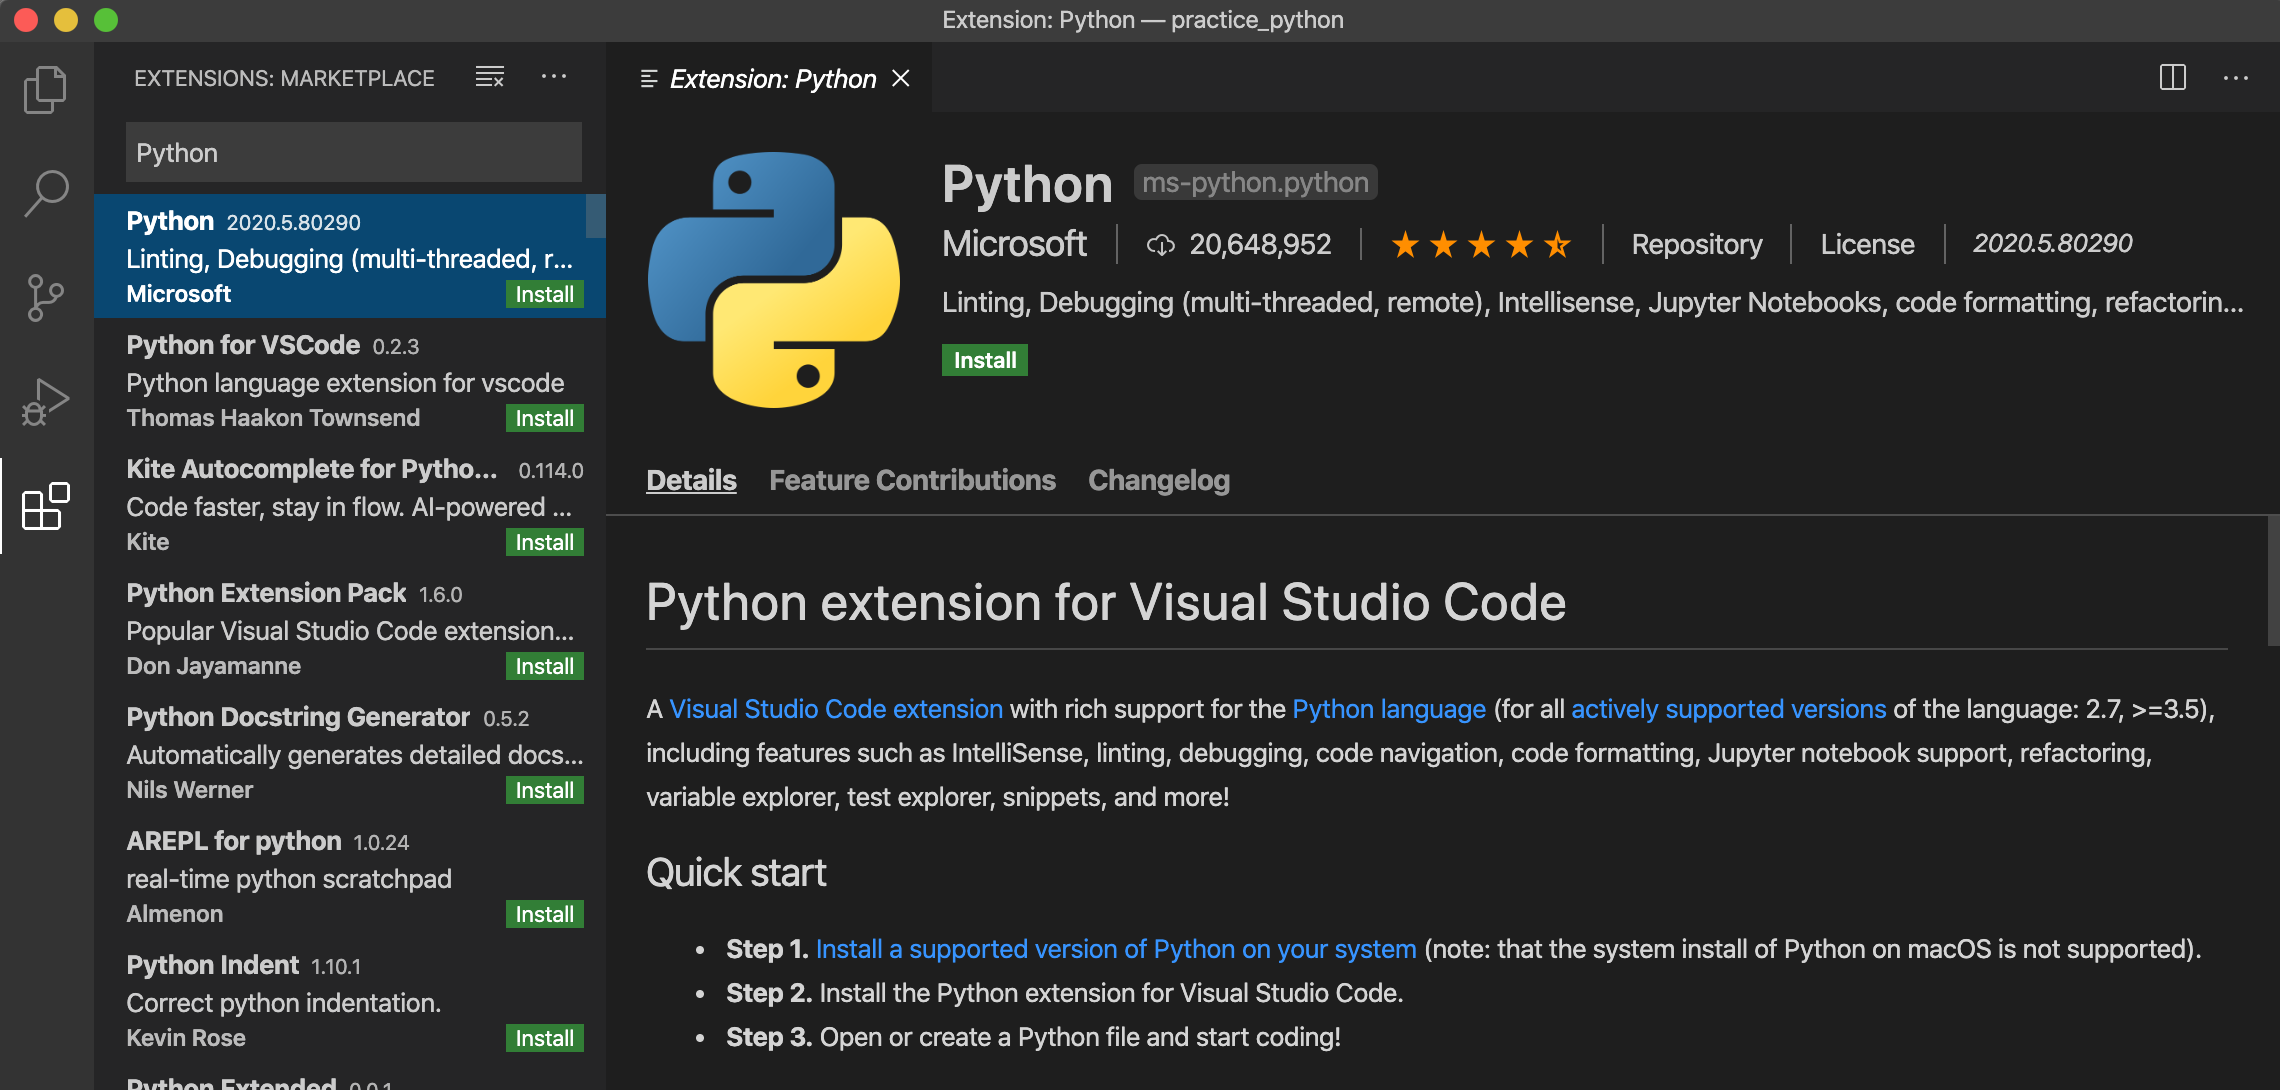 Extension: Python — practice_python
EXTENSIONS: MARKETPLACE
Python
Python 2020.5.80290
Linting, Debugging (multi-threaded, r...
Microsoft
Install
Python for VSCode 0.2.3
Python language extension for vscode
Thomas Haakon Townsend
Install
Kite Autocomplete for Pytho... 0.114.0
Code faster, stay in flow. AI-powered ...
Kite
Install
Python Extension Pack 1.6.0
Popular Visual Studio Code extension...
Don Jayamanne
Install
Python Docstring Generator 0.5.2
Automatically generates detailed docs...
Nils Werner
Install
AREPL for python 1.0.24
real-time python scratchpad
Almenon
Install
Python Indent 1.10.1
Correct python indentation.
Kevin Rose
Install
Python Extended 0.0.1
Extension: Python
Python ms-python.python
Microsoft 20,648,952 Repository License 2020.5.80290
Linting, Debugging (multi-threaded, remote), Intellisense, Jupyter Notebooks, code formatting, refactorin...
Install
Details Feature Contributions Changelog
Python extension for Visual Studio Code
A Visual Studio Code extension with rich support for the Python language (for all actively supported versions of the language: 2.7, >=3.5),
including features such as IntelliSense, linting, debugging, code navigation, code formatting, Jupyter notebook support, refactoring,
variable explorer, test explorer, snippets, and more!
Quick start
• Step 1. Install a supported version of Python on your system (note: that the system install of Python on macOS is not supported).
• Step 2. Install the Python extension for Visual Studio Code.
• Step 3. Open or create a Python file and start coding!